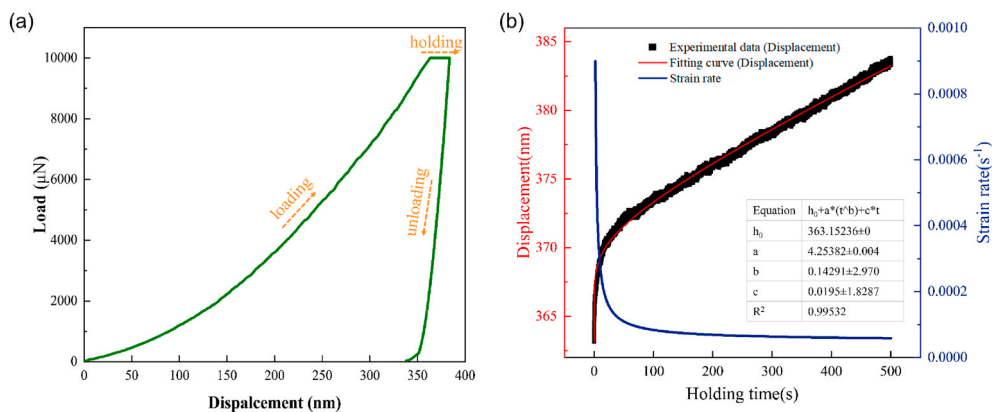 (a)
holding
loading
unloading
10000
8000
6000
4000
2000
0
Load (μN)
0 50 100 150 200 250 300 350 400
Dispalcement (nm)
(b)
Experimental data (Displacement)
Fitting curve (Displacement)
Strain rate
385
380
375
370
365
Displacement(nm)
Equation h₀+a*(t^b)+c*t
h₀ 363.15236±0
a 4.25382±0.004
b 0.14291±2.970
c 0.0195±1.8287
R² 0.99532
0.0010
0.0008
0.0006
0.0004
0.0002
0.0000
Strain rate(s⁻¹)
0 100 200 300 400 500
Holding time(s)